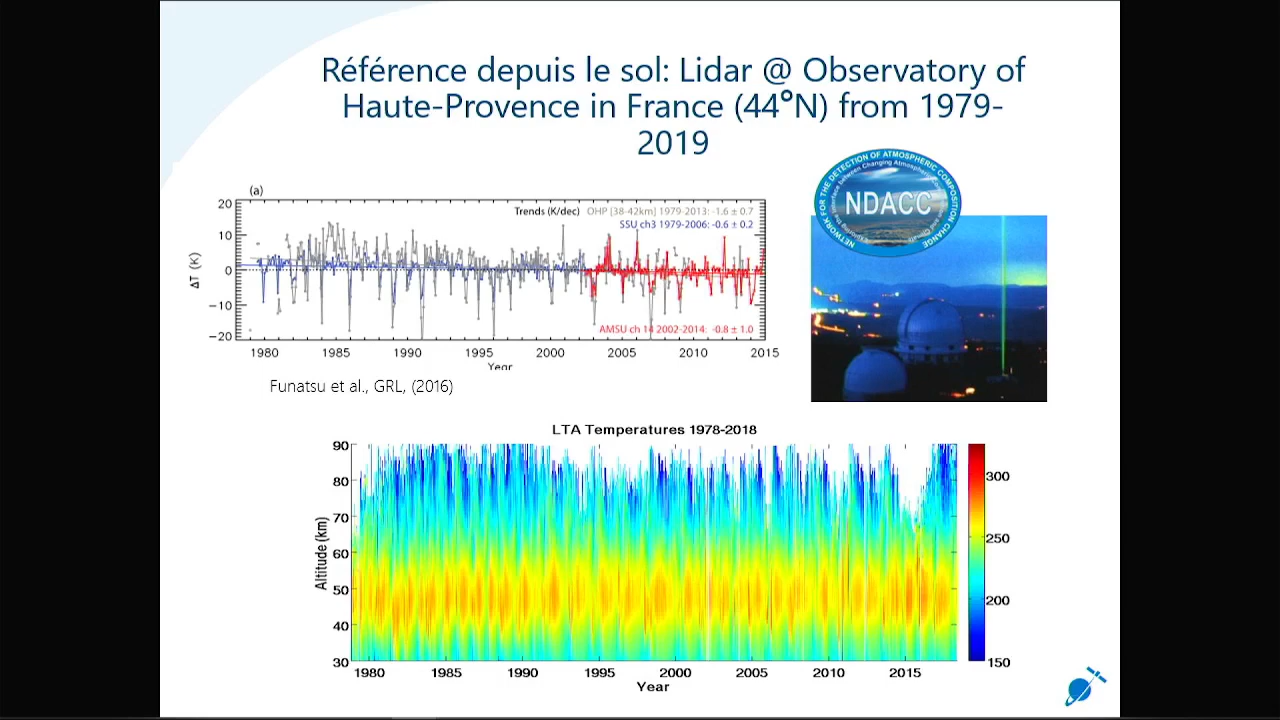 Référence depuis le sol: Lidar @ Observatory of
Haute-Provence in France (44°N) from 1979-
2019
(a)
Trends (K/dec) OHP [38-42km] 1979-2013: -1.6 ± 0.7
SSU ch3 1979-2006: -0.6 ± 0.2
AMSU ch 14 2002-2014: -0.8 ± 1.0
20
10
0
-10
-20
ΔT (K)
1980 1985 1990 1995 2000 2005 2010 2015
Year
Funatsu et al., GRL, (2016)
NETWORK FOR THE DETECTION OF ATMOSPHERIC COMPOSITION CHANGE
NDACC
LTA Temperatures 1978-2018
90
80
70
60
50
40
30
Altitude (km)
1980 1985 1990 1995 2000 2005 2010 2015
Year
300
250
200
150